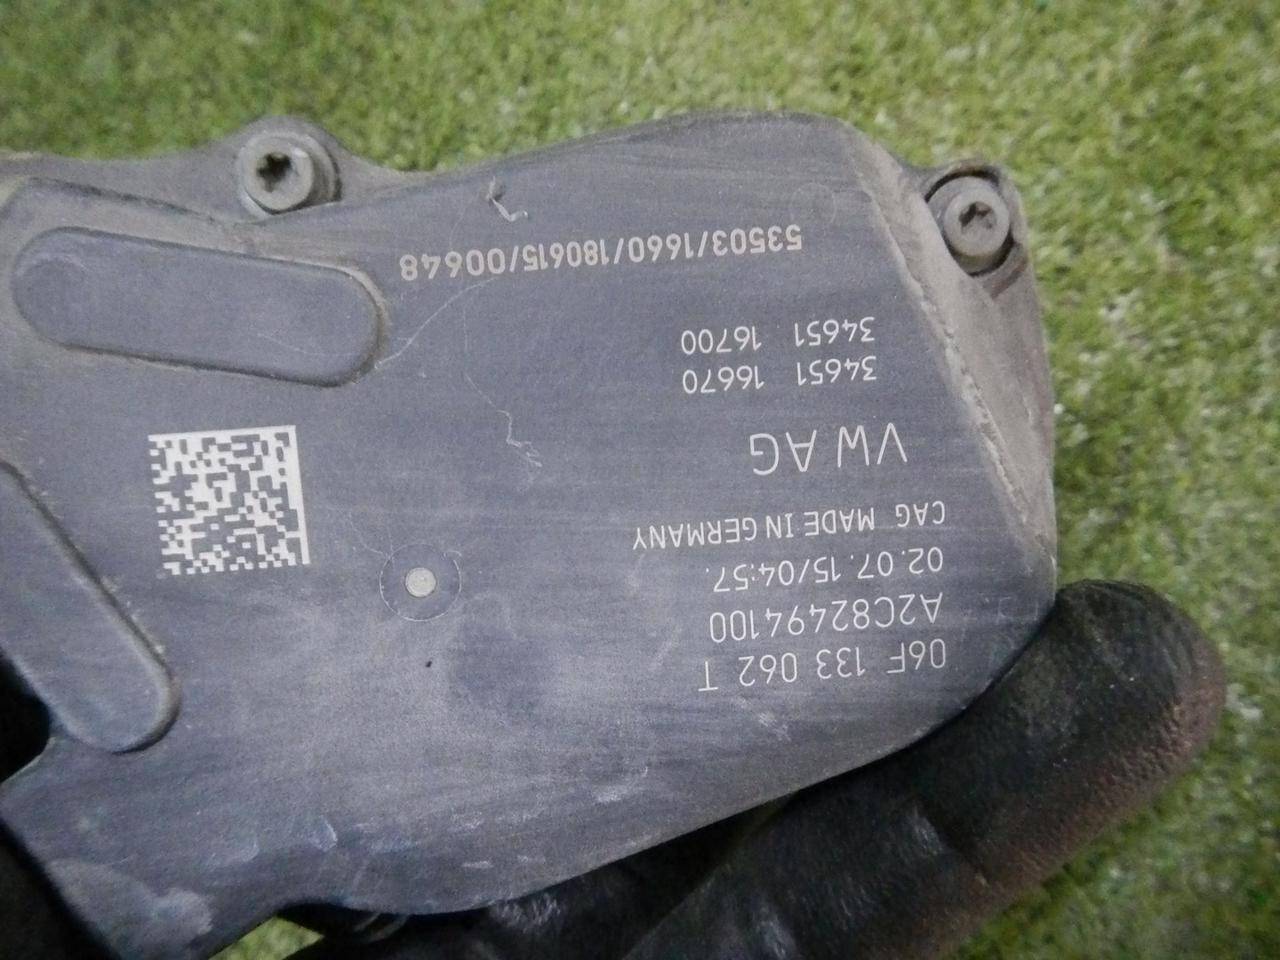 06F 133 062 T
A2C82494100
02.07.15/04:57.
CAG MADE IN GERMANY
VW AG
34651 16670
34651 16700
53503/1660/180615/00648